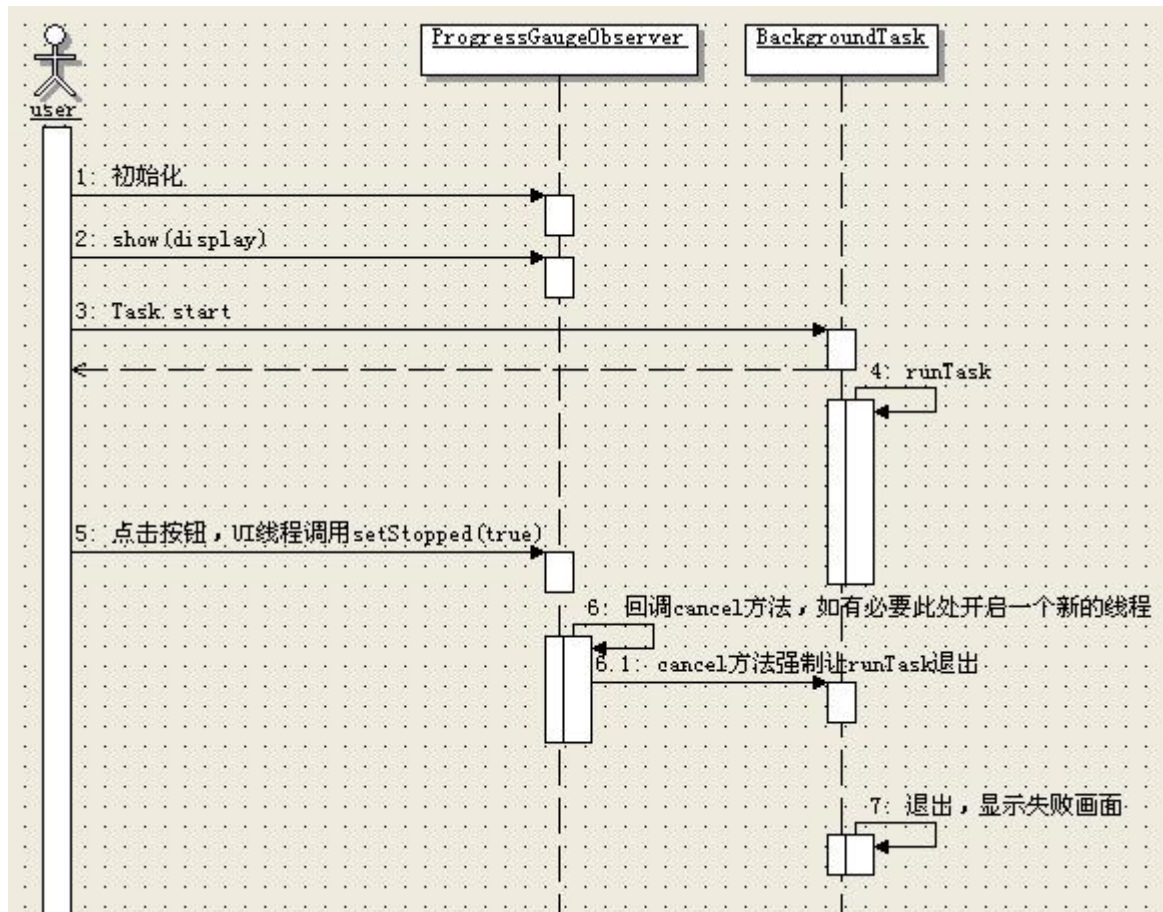 ProgressGaugeObserver
BackgroundTask
user
1: 初始化
2: show(display)
3: Task.start
4: runTask
5: 点击按钮，UI线程调用setStopped(true)
6: 回调cancel方法，如有必要此处开启一个新的线程
6.1: cancel方法强制让runTask退出
7: 退出，显示失败画面